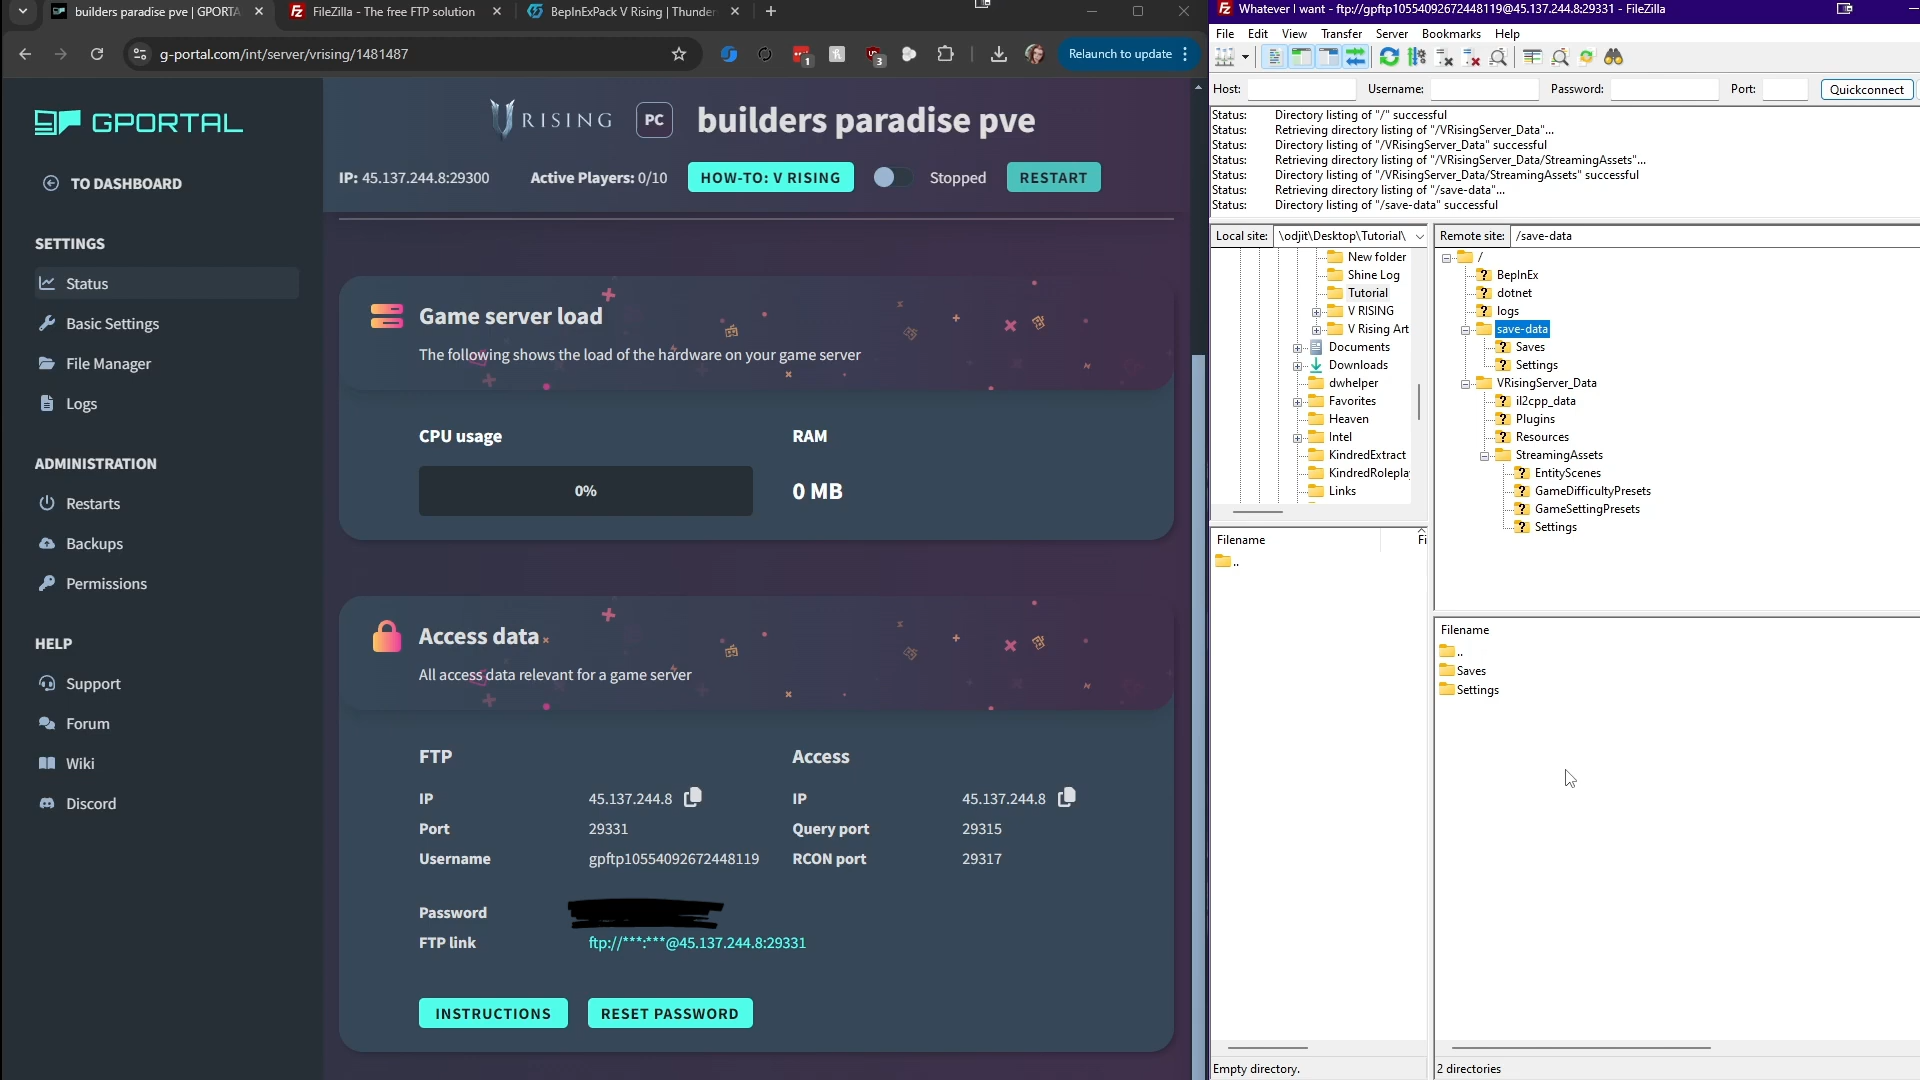 builders paradise pve | GPORTA
FileZilla - The free FTP solution
BepInExPack V Rising | Thunder
g-portal.com/int/server/vrising/1481487
1
3
Relaunch to update
GPORTAL
TO DASHBOARD
SETTINGS
Status
Basic Settings
File Manager
Logs
ADMINISTRATION
Restarts
Backups
Permissions
HELP
Support
Forum
Wiki
Discord
V RISING
PC
builders paradise pve
IP: 45.137.244.8:29300
Active Players: 0/10
HOW-TO: V RISING
Stopped
RESTART
Game server load
The following shows the load of the hardware on your game server
CPU usage
RAM
0%
0 MB
Access data
All access data relevant for a game server
FTP
Access
IP
45.137.244.8
IP
45.137.244.8
Port
29331
Query port
29315
Username
gpftp10554092672448119
RCON port
29317
Password
FTP link
ftp://***:***@45.137.244.8:29331
INSTRUCTIONS
RESET PASSWORD
Whatever I want - ftp://gpftp10554092672448119@45.137.244.8:29331 - FileZilla
File Edit View Transfer Server Bookmarks Help
Host:
Username:
Password:
Port:
Quickconnect
Status: Directory listing of "/" successful
Status: Retrieving directory listing of "/VRisingServer_Data"...
Status: Directory listing of "/VRisingServer_Data" successful
Status: Retrieving directory listing of "/VRisingServer_Data/StreamingAssets"...
Status: Directory listing of "/VRisingServer_Data/StreamingAssets" successful
Status: Retrieving directory listing of "/save-data"...
Status: Directory listing of "/save-data" successful
Local site: \odjit\Desktop\Tutorial\
New folder
Shine Log
Tutorial
V RISING
V Rising Art
Documents
Downloads
dwhelper
Favorites
Heaven
Intel
KindredExtract
KindredRolepla
Links
Filename
Fi
..
Empty directory.
Remote site: /save-data
/
BepInEx
dotnet
logs
save-data
Saves
Settings
VRisingServer_Data
il2cpp_data
Plugins
Resources
StreamingAssets
EntityScenes
GameDifficultyPresets
GameSettingPresets
Settings
Filename
..
Saves
Settings
2 directories